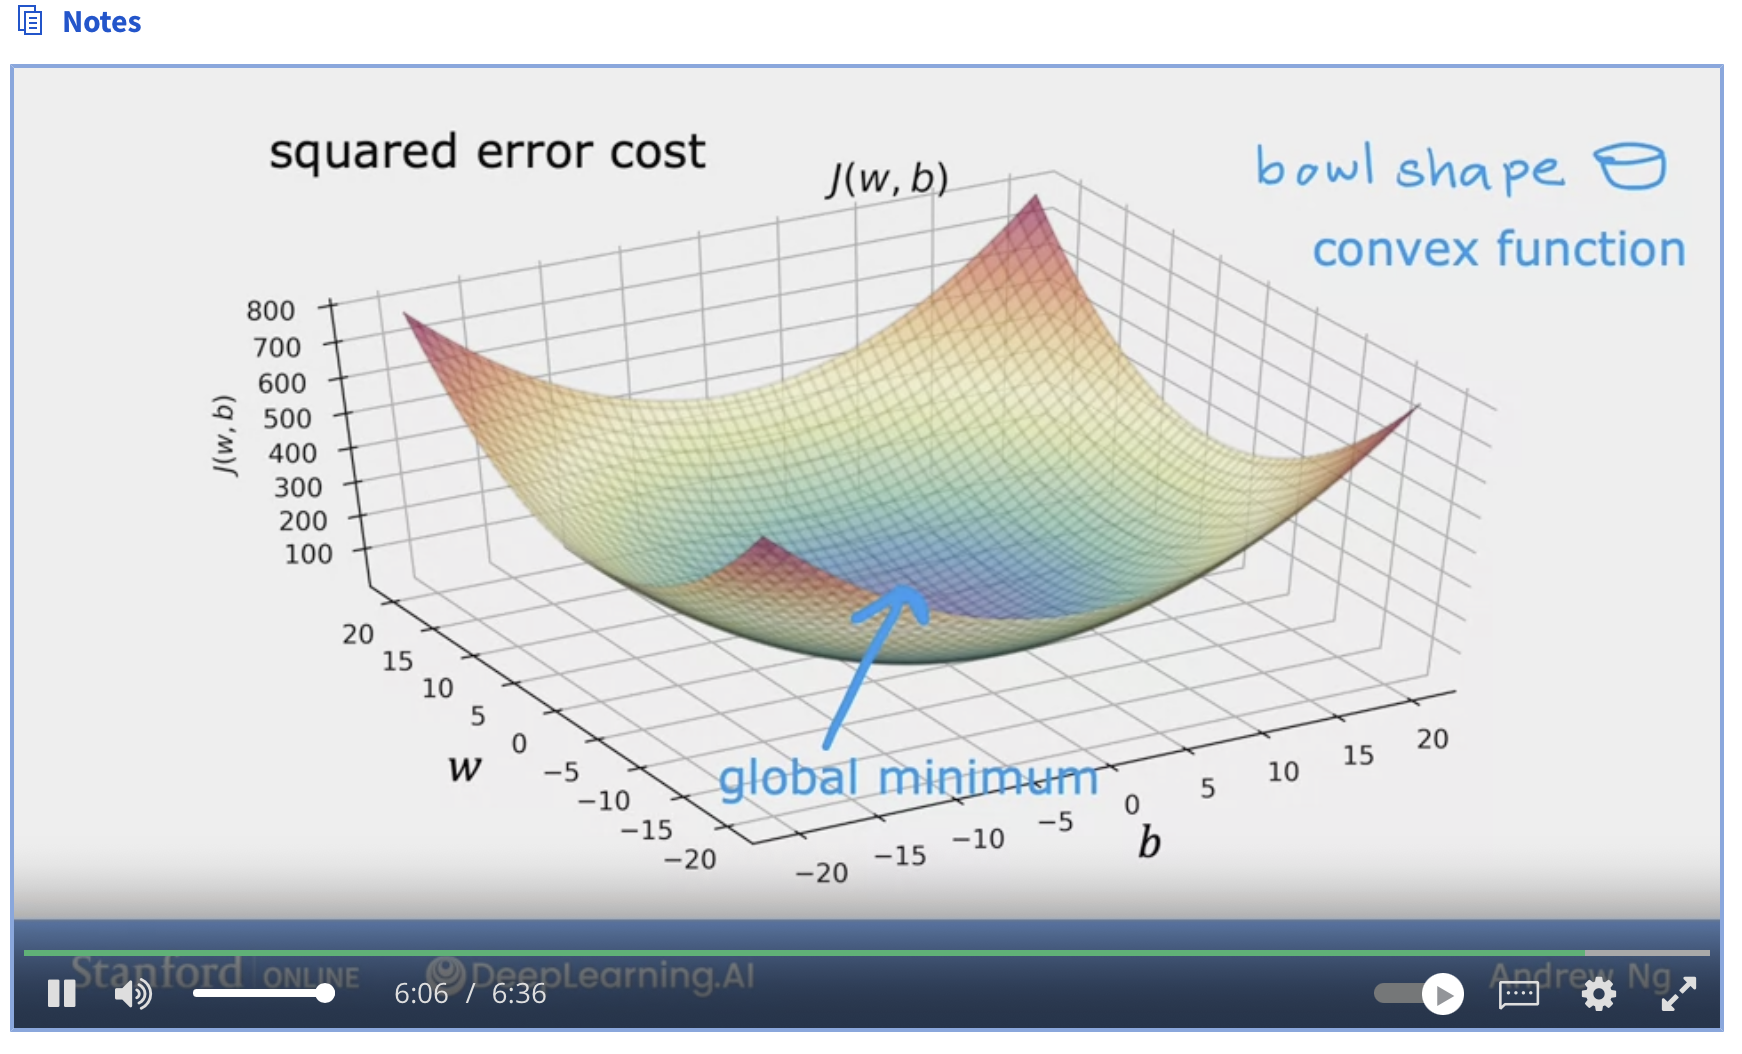 Notes
squared error cost
J(w, b)
bowl shape
convex function
J(w, b)
800
700
600
500
400
300
200
100
20
15
10
5
0
−5
−10
−15
−20
w
global minimum
−20
−15
−10
−5
0
5
10
15
20
b
Stanford ONLINE
DeepLearning.AI
Andrew Ng
6:06 / 6:36